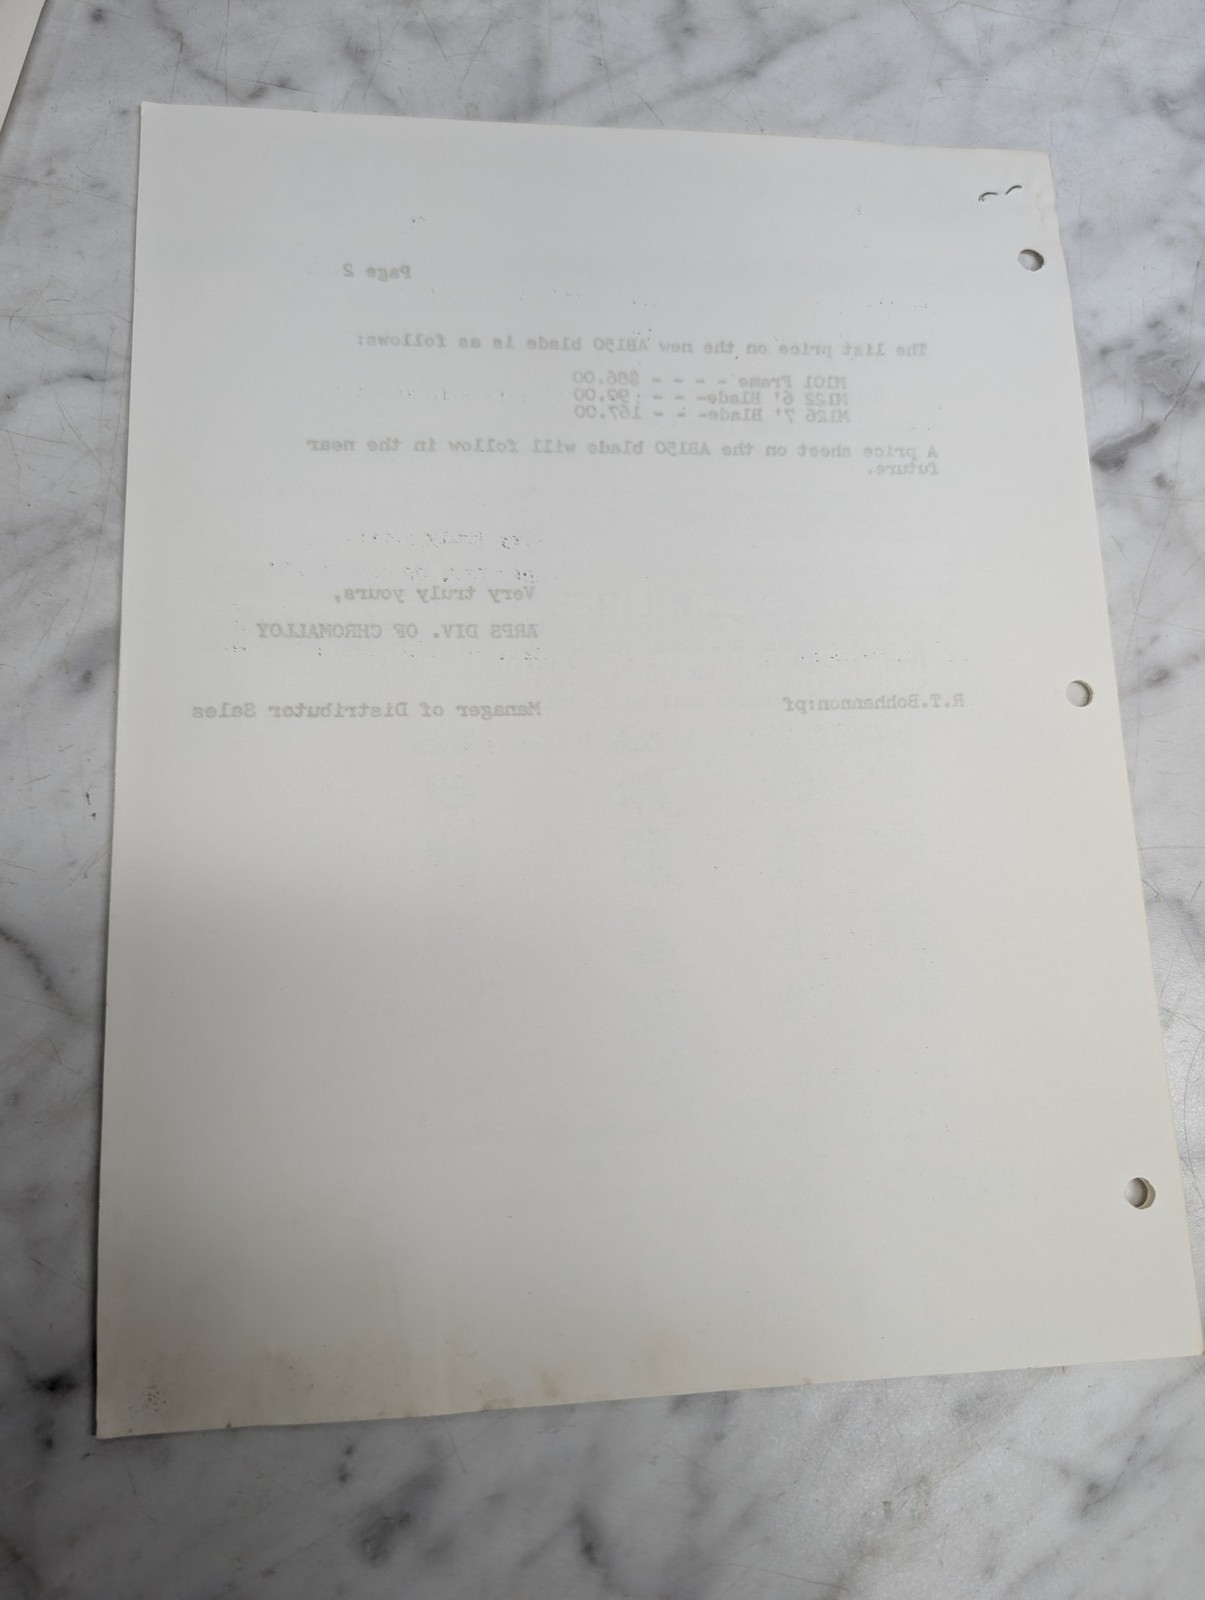 Page 2
The list price on the new AB150 blade is as follows:
M101 Frame - - - - $86.00
M122 6' Blade- - - 90.00
M126 7' Blade- - - 167.00
A price sheet on the AB150 blade will follow in the near
future.
Very truly yours,
ARPS DIV. OF CHROMALLOY
R.T.Bohhannon:pf Manager of Distributor Sales